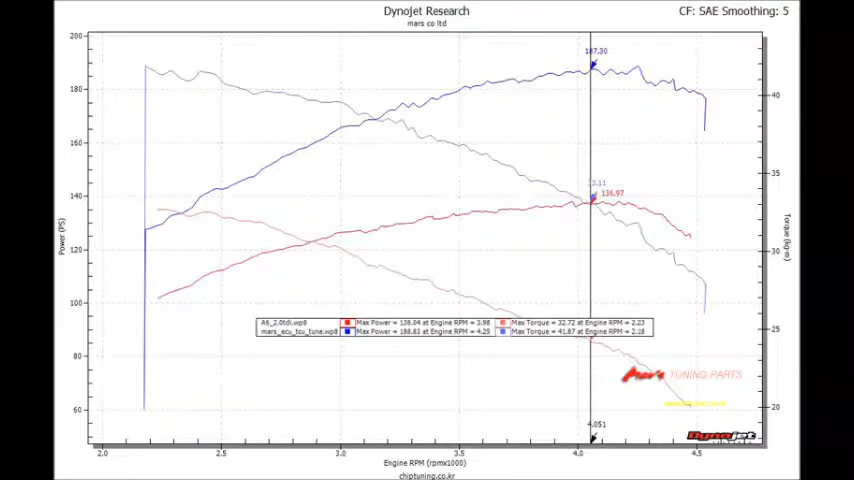 Dynojet Research
CF: SAE Smoothing: 5
mars co ltd
200
187.30
180
40
160
35
140
33.11
136.97
Power (PS)
Torque (kg-m)
120
30
100
A6_2.0tdi.wp8 Max Power = 138.04 at Engine RPM = 3.98 Max Torque = 32.72 at Engine RPM = 2.23
mars_ecu_tcu_tune.wp8 Max Power = 188.83 at Engine RPM = 4.25 Max Torque = 41.87 at Engine RPM = 2.18
25
80
Mars TUNING PARTS
60
20
4.051
Dynojet
2.0 2.5 3.0 3.5 4.0 4.5
Engine RPM (rpmx1000)
chiptuning.co.kr